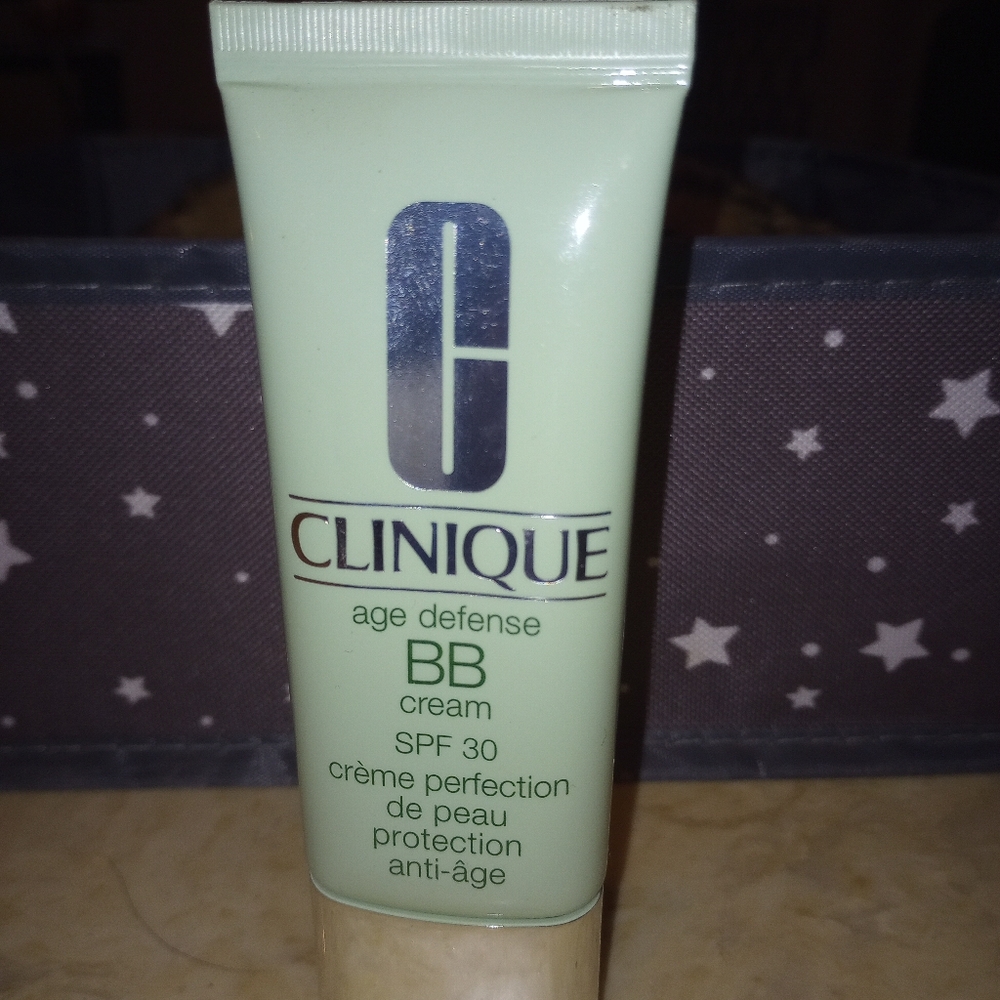 C
CLINIQUE
age defense
BB
cream
SPF 30
crème perfection
de peau
protection
anti-âge